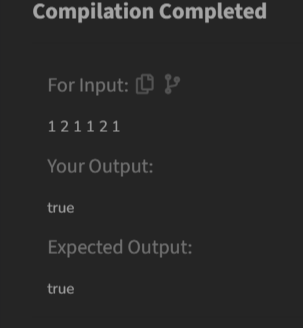 Compilation Completed
For Input:
1 2 1 1 2 1
Your Output:
true
Expected Output:
true